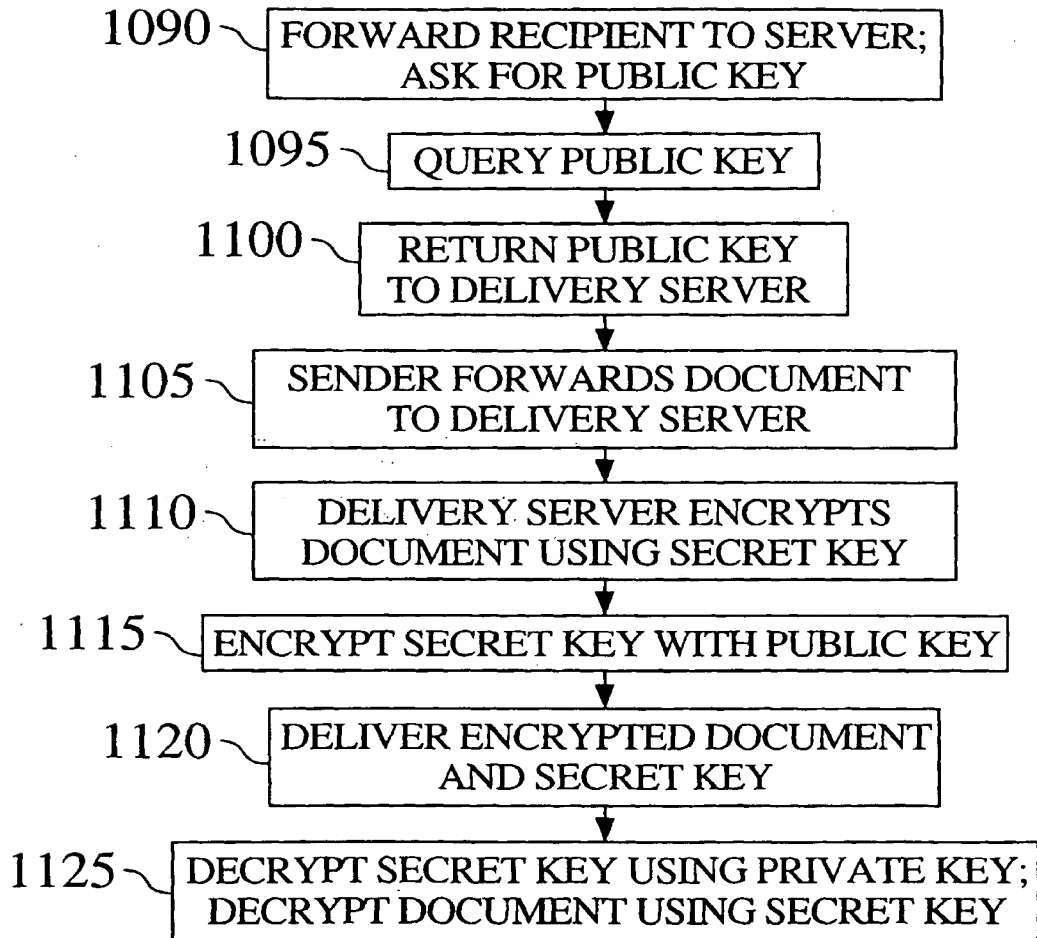 1090
FORWARD RECIPIENT TO SERVER;
ASK FOR PUBLIC KEY
1095
QUERY PUBLIC KEY
1100
RETURN PUBLIC KEY
TO DELIVERY SERVER
1105
SENDER FORWARDS DOCUMENT
TO DELIVERY SERVER
1110
DELIVERY SERVER ENCRYPTS
DOCUMENT USING SECRET KEY
1115
ENCRYPT SECRET KEY WITH PUBLIC KEY
1120
DELIVER ENCRYPTED DOCUMENT
AND SECRET KEY
1125
DECRYPT SECRET KEY USING PRIVATE KEY;
DECRYPT DOCUMENT USING SECRET KEY